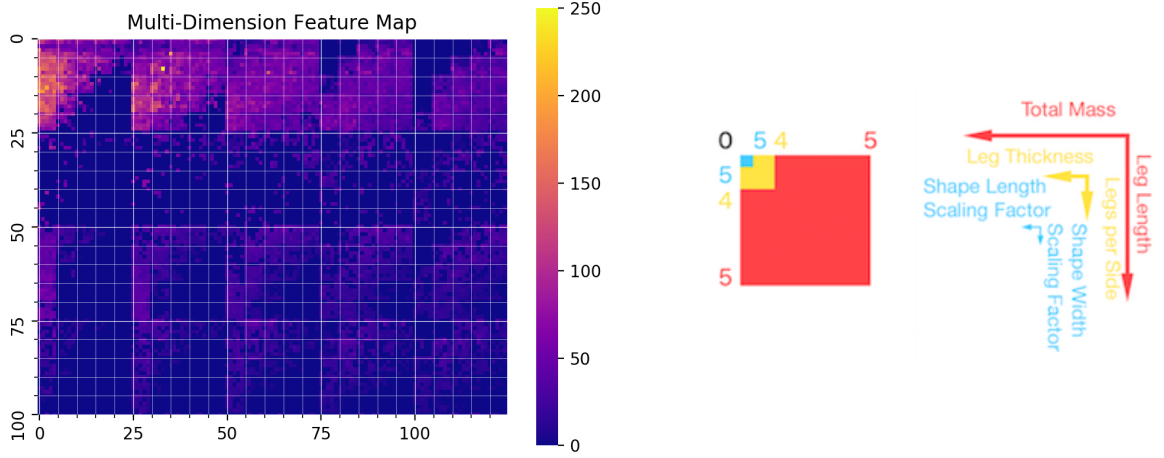 Multi-Dimension Feature Map
0
25
50
75
100
0
25
50
75
100
250
200
150
100
50
0
0
5
4
5
5
4
5
Total Mass
Leg Thickness
Shape Length
Scaling Factor
Shape Width
Scaling Factor
Legs per Side
Leg Length